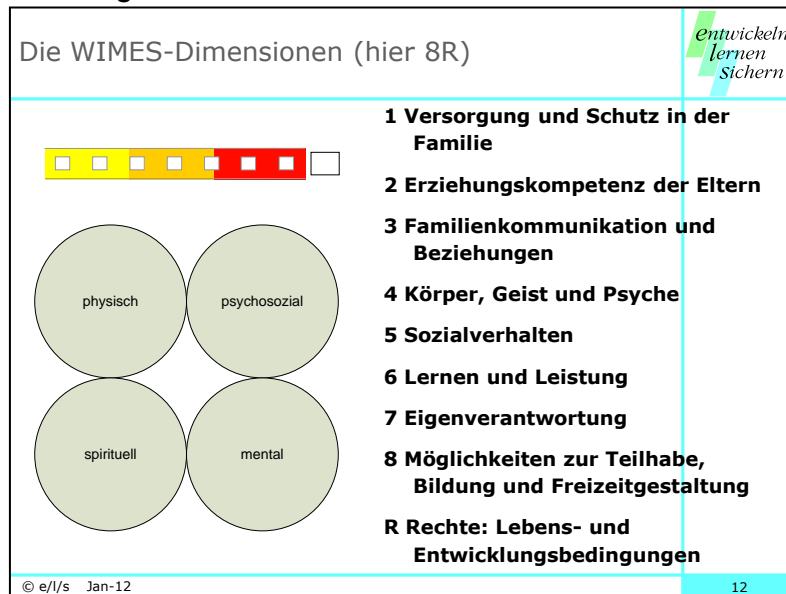 Die WIMES-Dimensionen (hier 8R)
entwickeln
lernen
Sichern
1 Versorgung und Schutz in der
Familie
2 Erziehungskompetenz der Eltern
3 Familienkommunikation und
Beziehungen
4 Körper, Geist und Psyche
5 Sozialverhalten
6 Lernen und Leistung
7 Eigenverantwortung
8 Möglichkeiten zur Teilhabe,
Bildung und Freizeitgestaltung
R Rechte: Lebens- und
Entwicklungsbedingungen
physisch
psychosozial
spirituell
mental
© e/l/s Jan-12
12